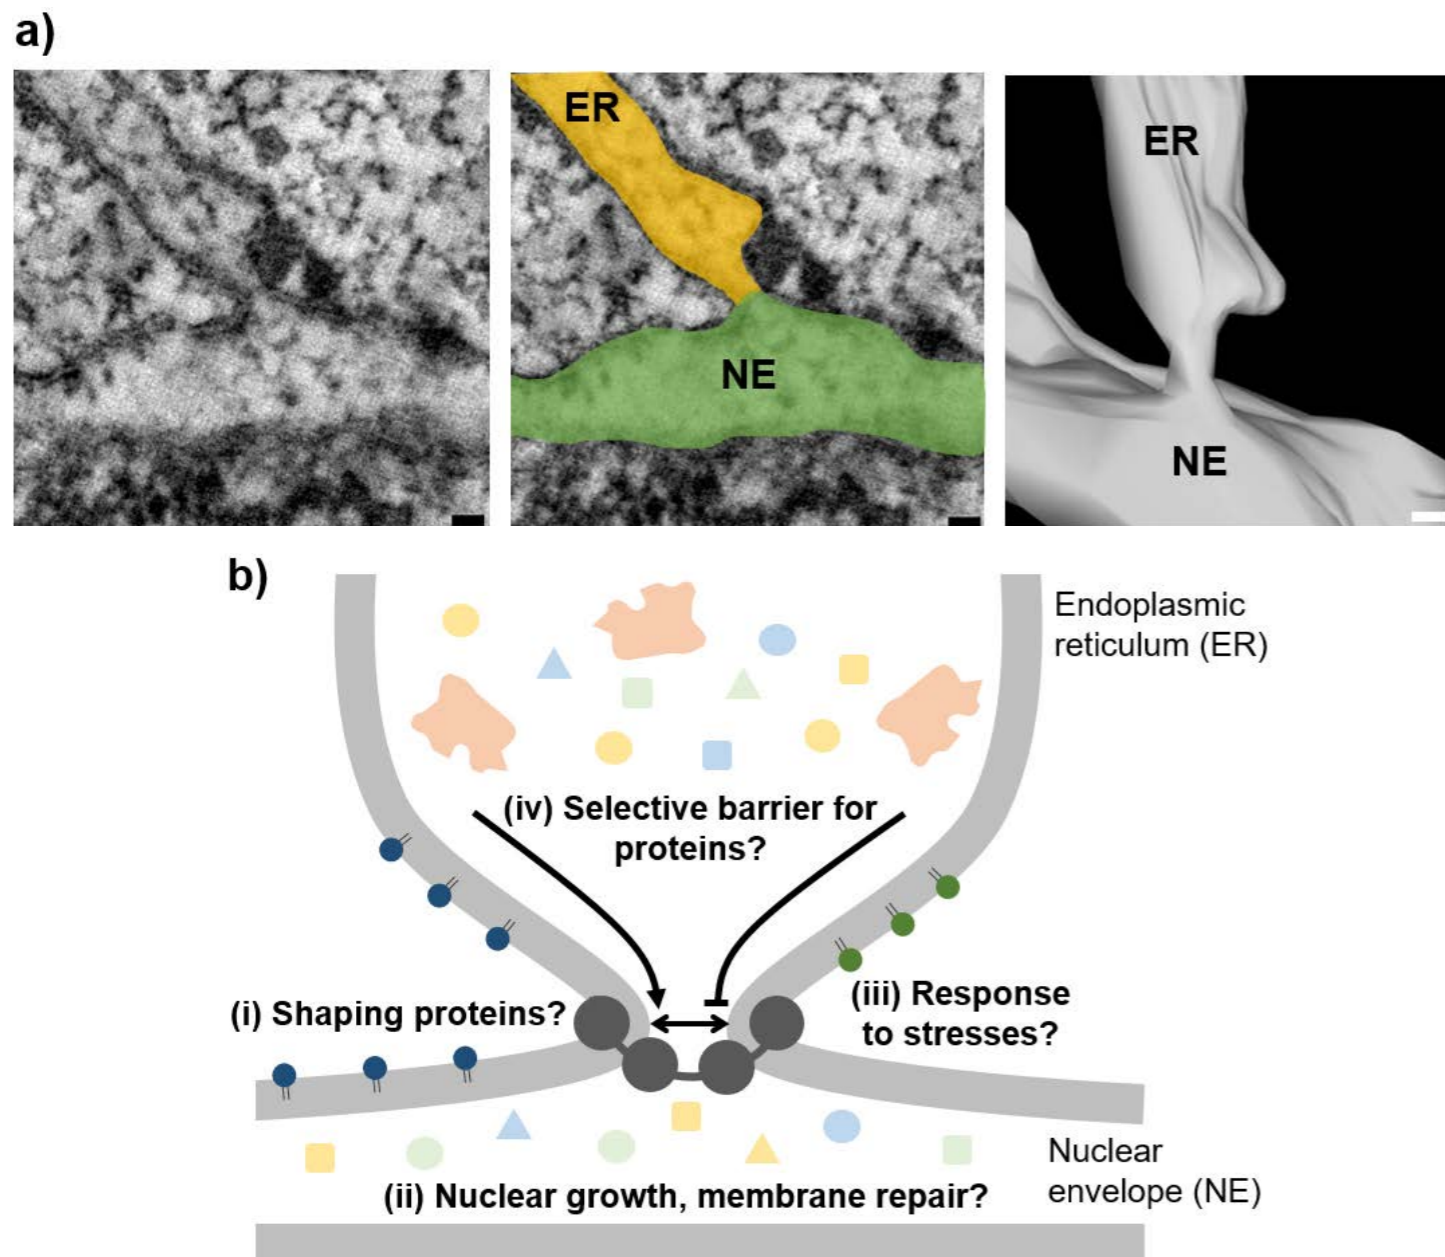 a)
ER
NE
ER
NE
b)
Endoplasmic
reticulum (ER)
(iv) Selective barrier for
proteins?
(i) Shaping proteins?
(iii) Response
to stresses?
Nuclear
envelope (NE)
(ii) Nuclear growth, membrane repair?